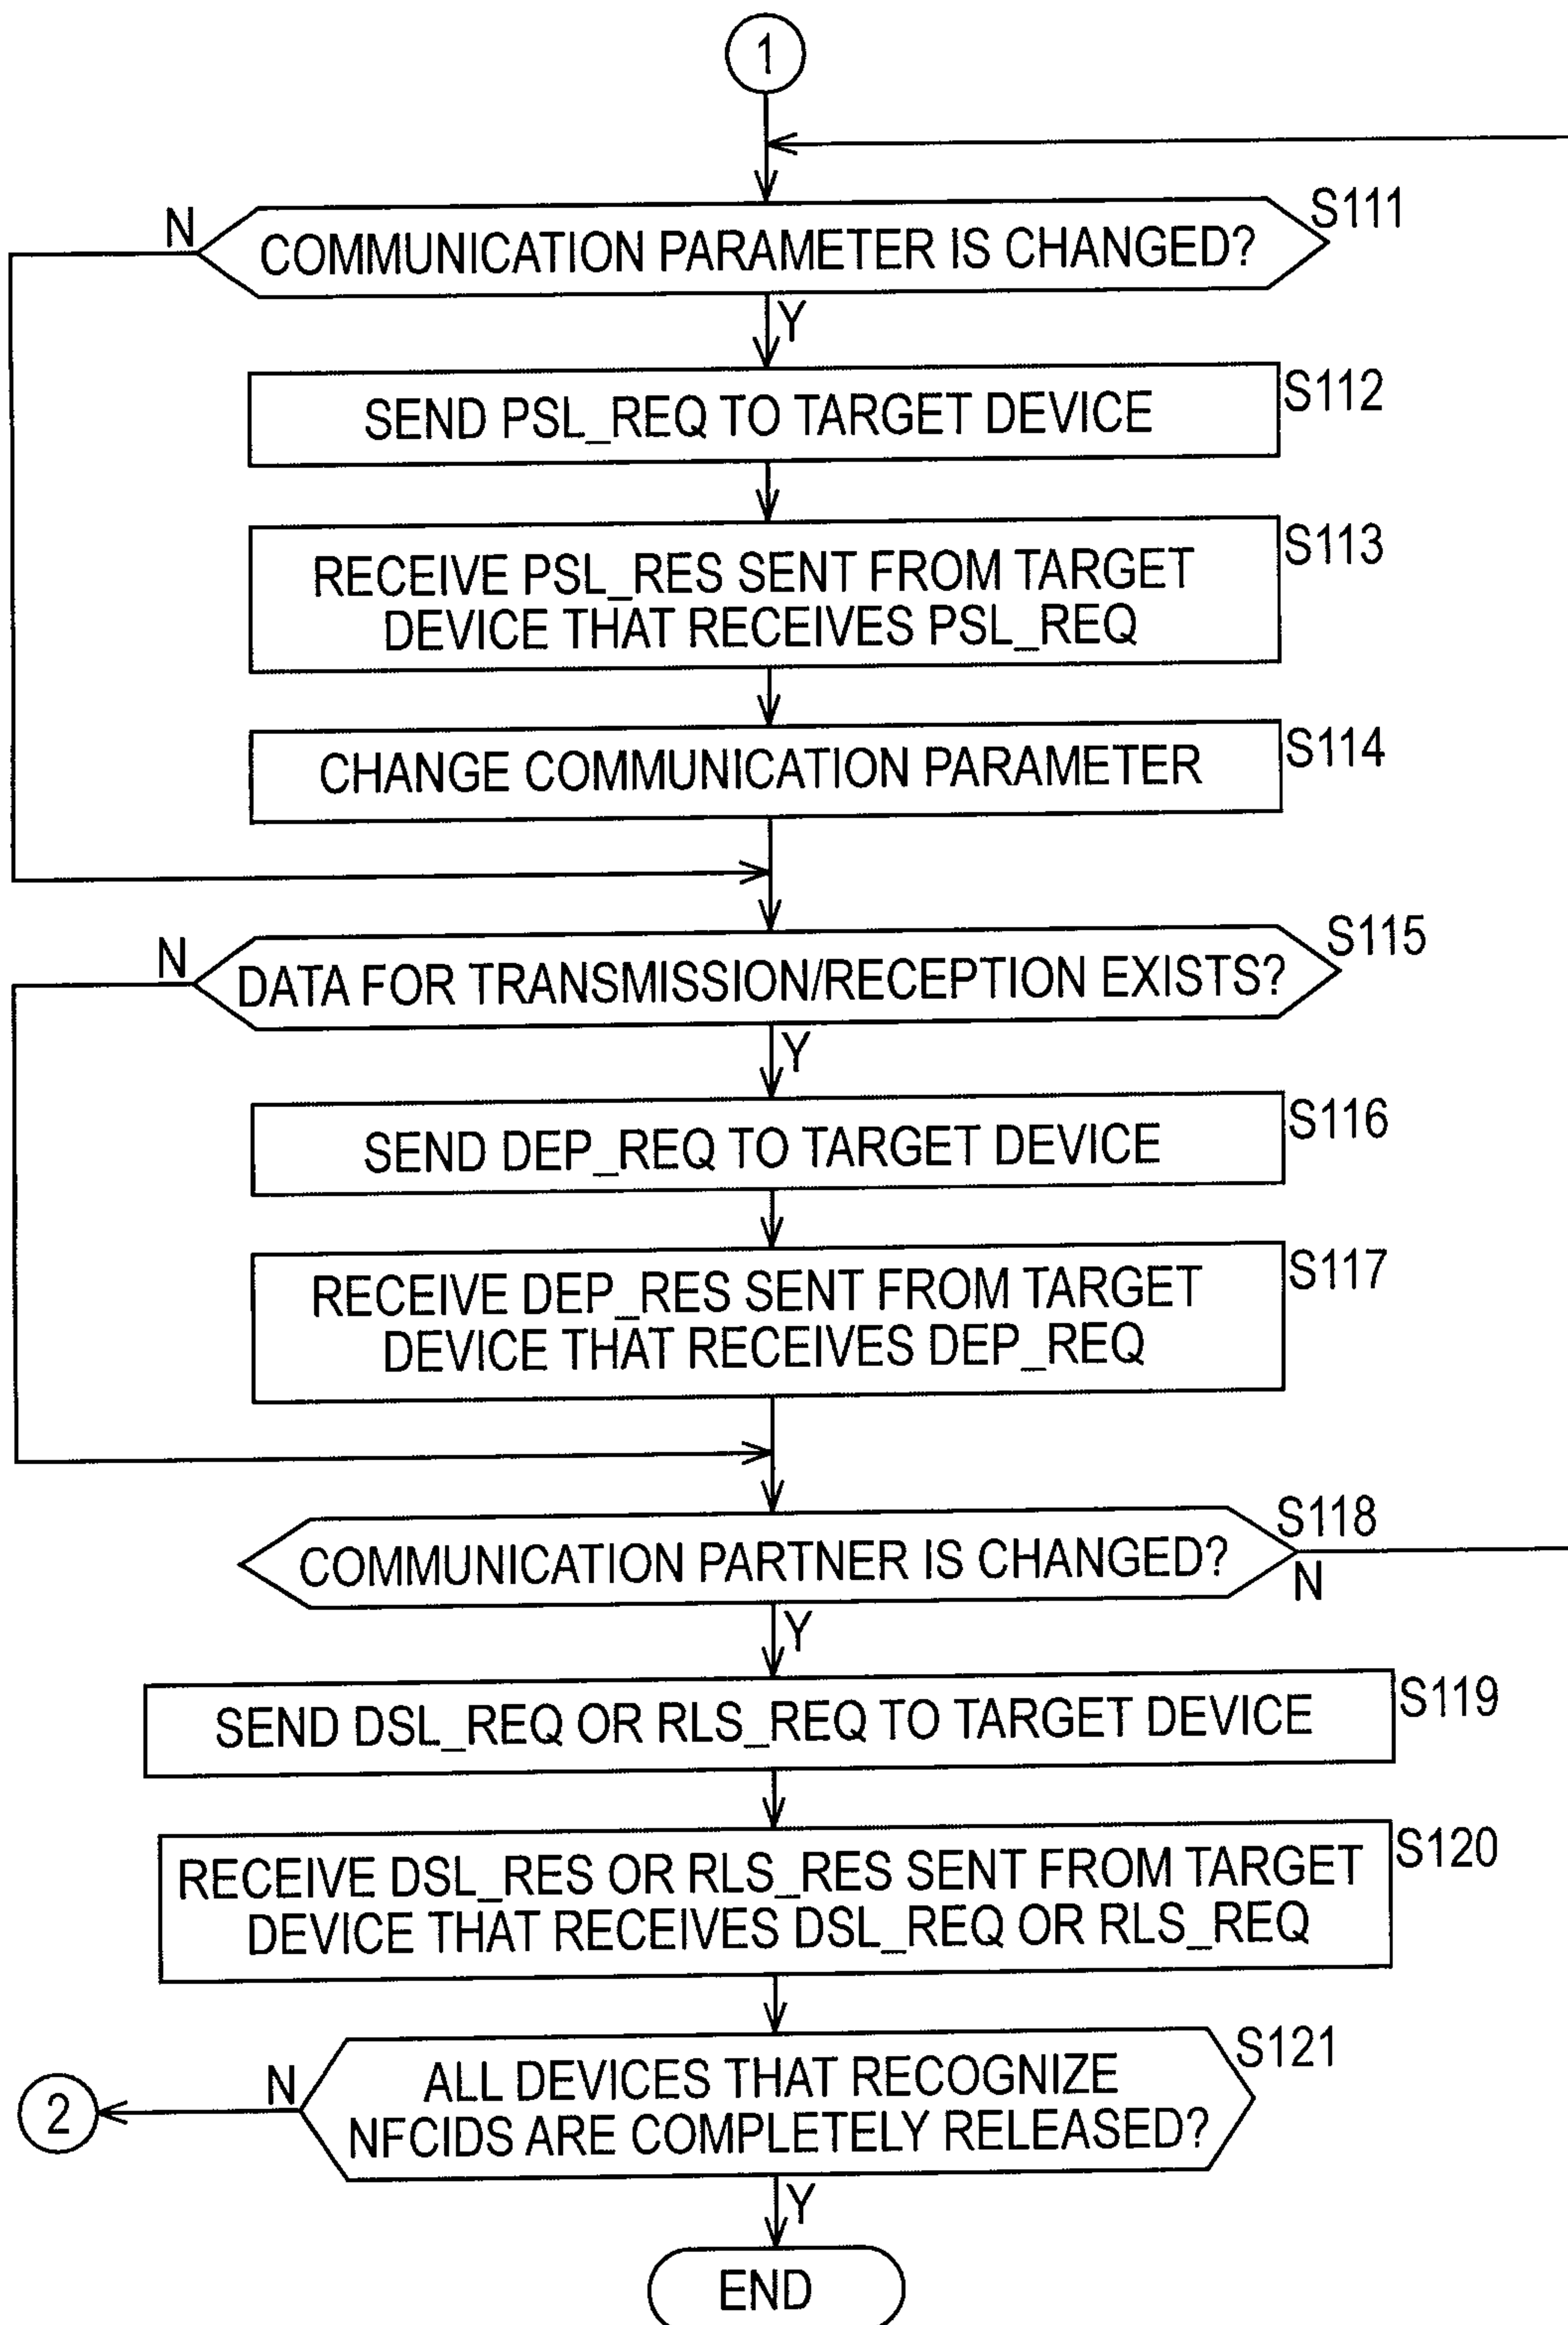 1
N
COMMUNICATION PARAMETER IS CHANGED?
S111
Y
SEND PSL_REQ TO TARGET DEVICE
S112
RECEIVE PSL_RES SENT FROM TARGET
DEVICE THAT RECEIVES PSL_REQ
S113
CHANGE COMMUNICATION PARAMETER
S114
N
DATA FOR TRANSMISSION/RECEPTION EXISTS?
S115
Y
SEND DEP_REQ TO TARGET DEVICE
S116
RECEIVE DEP_RES SENT FROM TARGET
DEVICE THAT RECEIVES DEP_REQ
S117
COMMUNICATION PARTNER IS CHANGED?
S118
N
Y
SEND DSL_REQ OR RLS_REQ TO TARGET DEVICE
S119
RECEIVE DSL_RES OR RLS_RES SENT FROM TARGET
DEVICE THAT RECEIVES DSL_REQ OR RLS_REQ
S120
2
N
ALL DEVICES THAT RECOGNIZE
NFCIDS ARE COMPLETELY RELEASED?
S121
Y
END